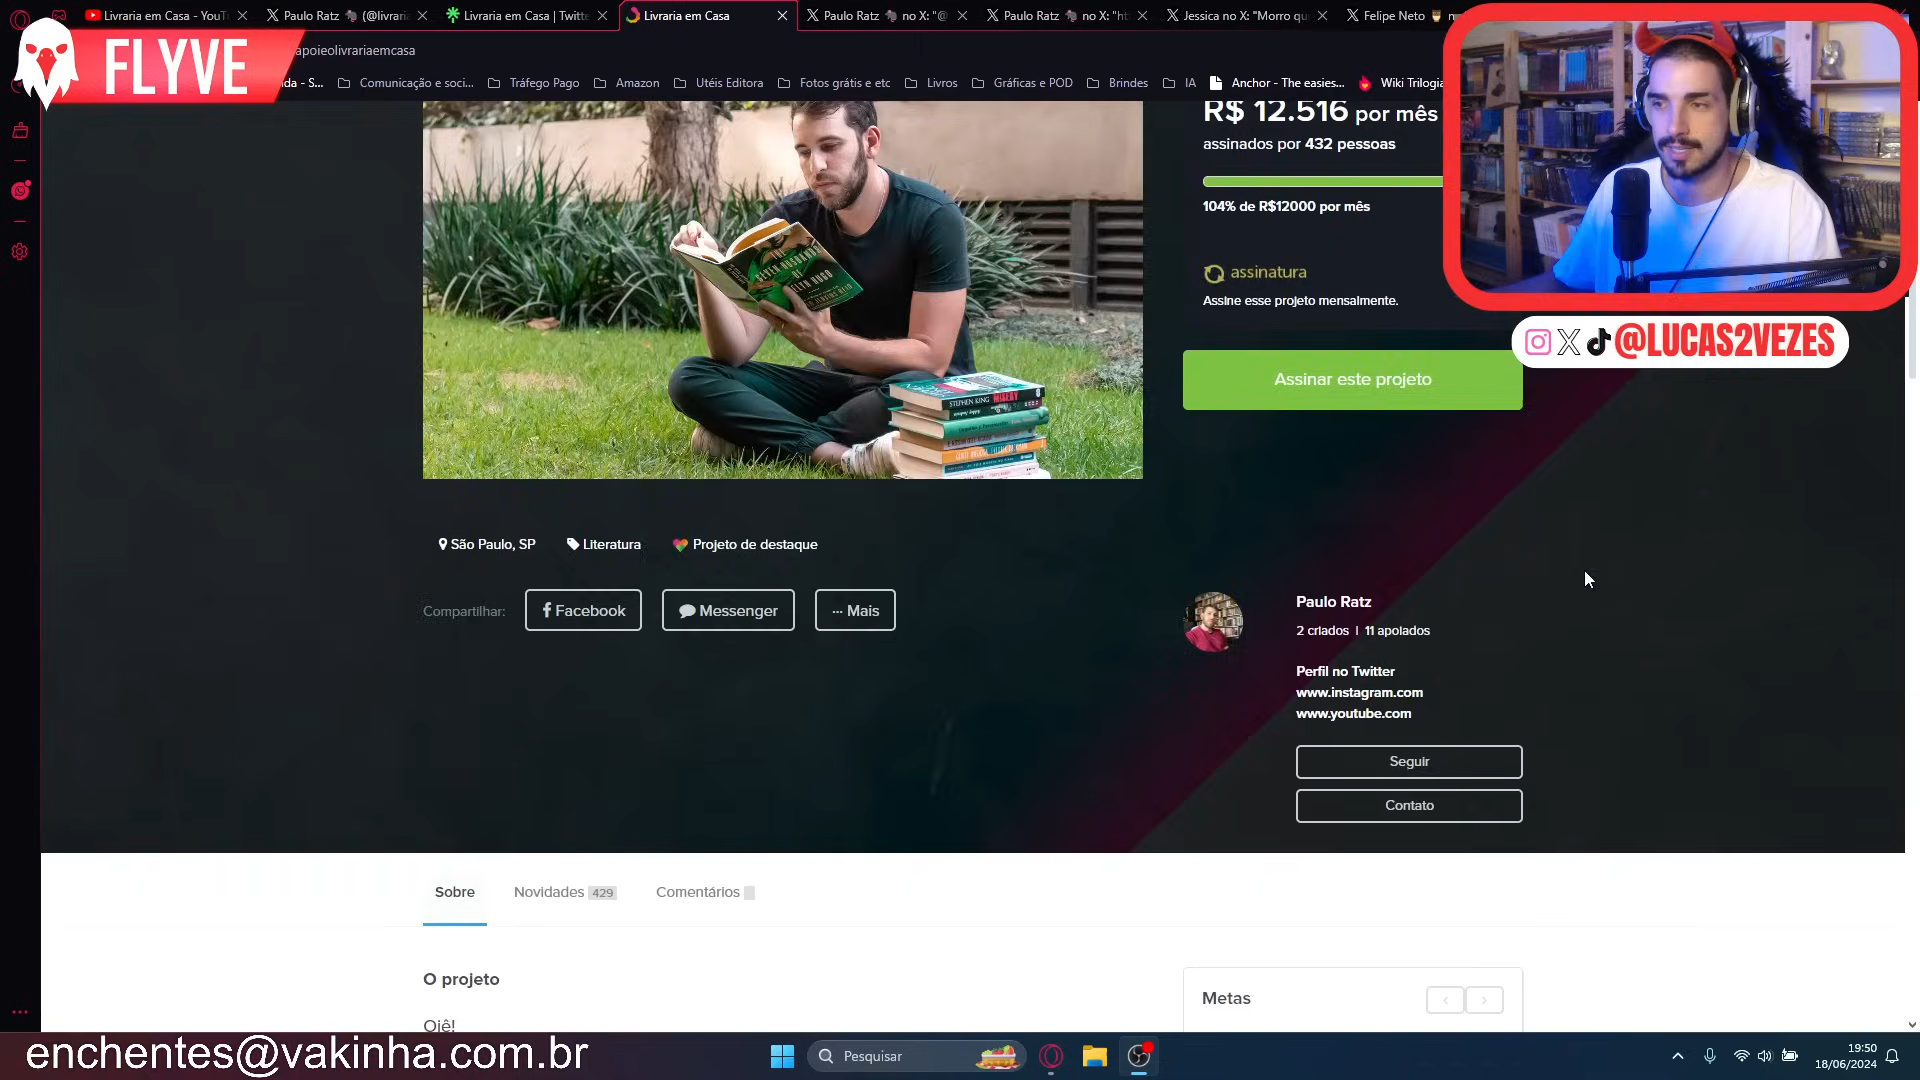 Livraria em Casa - YouT
Paulo Ratz (@livrari
Livraria em Casa | Twitte
Livraria em Casa
Paulo Ratz no X: "@
Paulo Ratz no X: "ht
Jessica no X: "Morro qu
Felipe Neto
FLYVE
apoieolivrariaemcasa
nda - S...
Comunicação e soci...
Tráfego Pago
Amazon
Utéis Editora
Fotos grátis e etc
Livros
Gráficas e POD
Brindes
IA
Anchor - The easies...
Wiki Trilogia
R$ 12.516 por mês
assinados por 432 pessoas
104% de R$12000 por mês
assinatura
Assine esse projeto mensalmente.
@LUCAS2VEZES
Assinar este projeto
STEPHEN KING MISERY
São Paulo, SP
Literatura
Projeto de destaque
Compartilhar:
Facebook
Messenger
··· Mais
Paulo Ratz
2 criados | 11 apoiados
Perfil no Twitter
www.instagram.com
www.youtube.com
Seguir
Contato
Sobre
Novidades 429
Comentários
O projeto
Metas
Ojê!
enchentes@vakinha.com.br
Pesquisar
19:50
18/06/2024